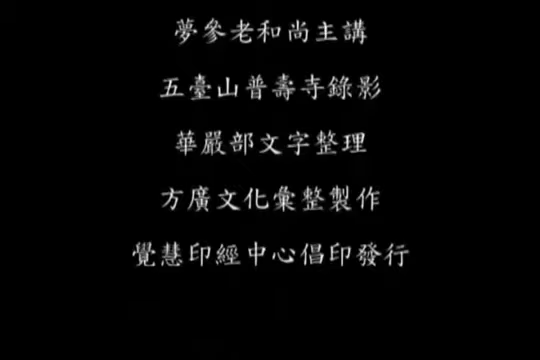 夢參老和尚主講
五臺山普壽寺錄影
華嚴部文字整理
方廣文化彙整製作
覺慧印經中心倡印發行